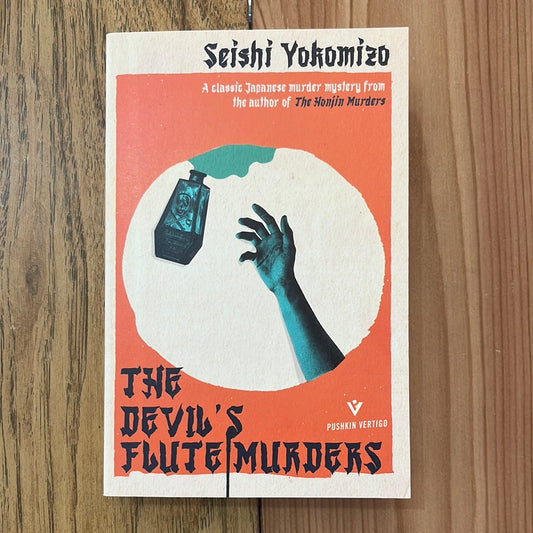 Seishi Yokomizo
A classic Japanese murder mystery from
the author of The Honjin Murders
THE
DEVIL'S
FLUTE MURDERS
PUSHKIN VERTIGO